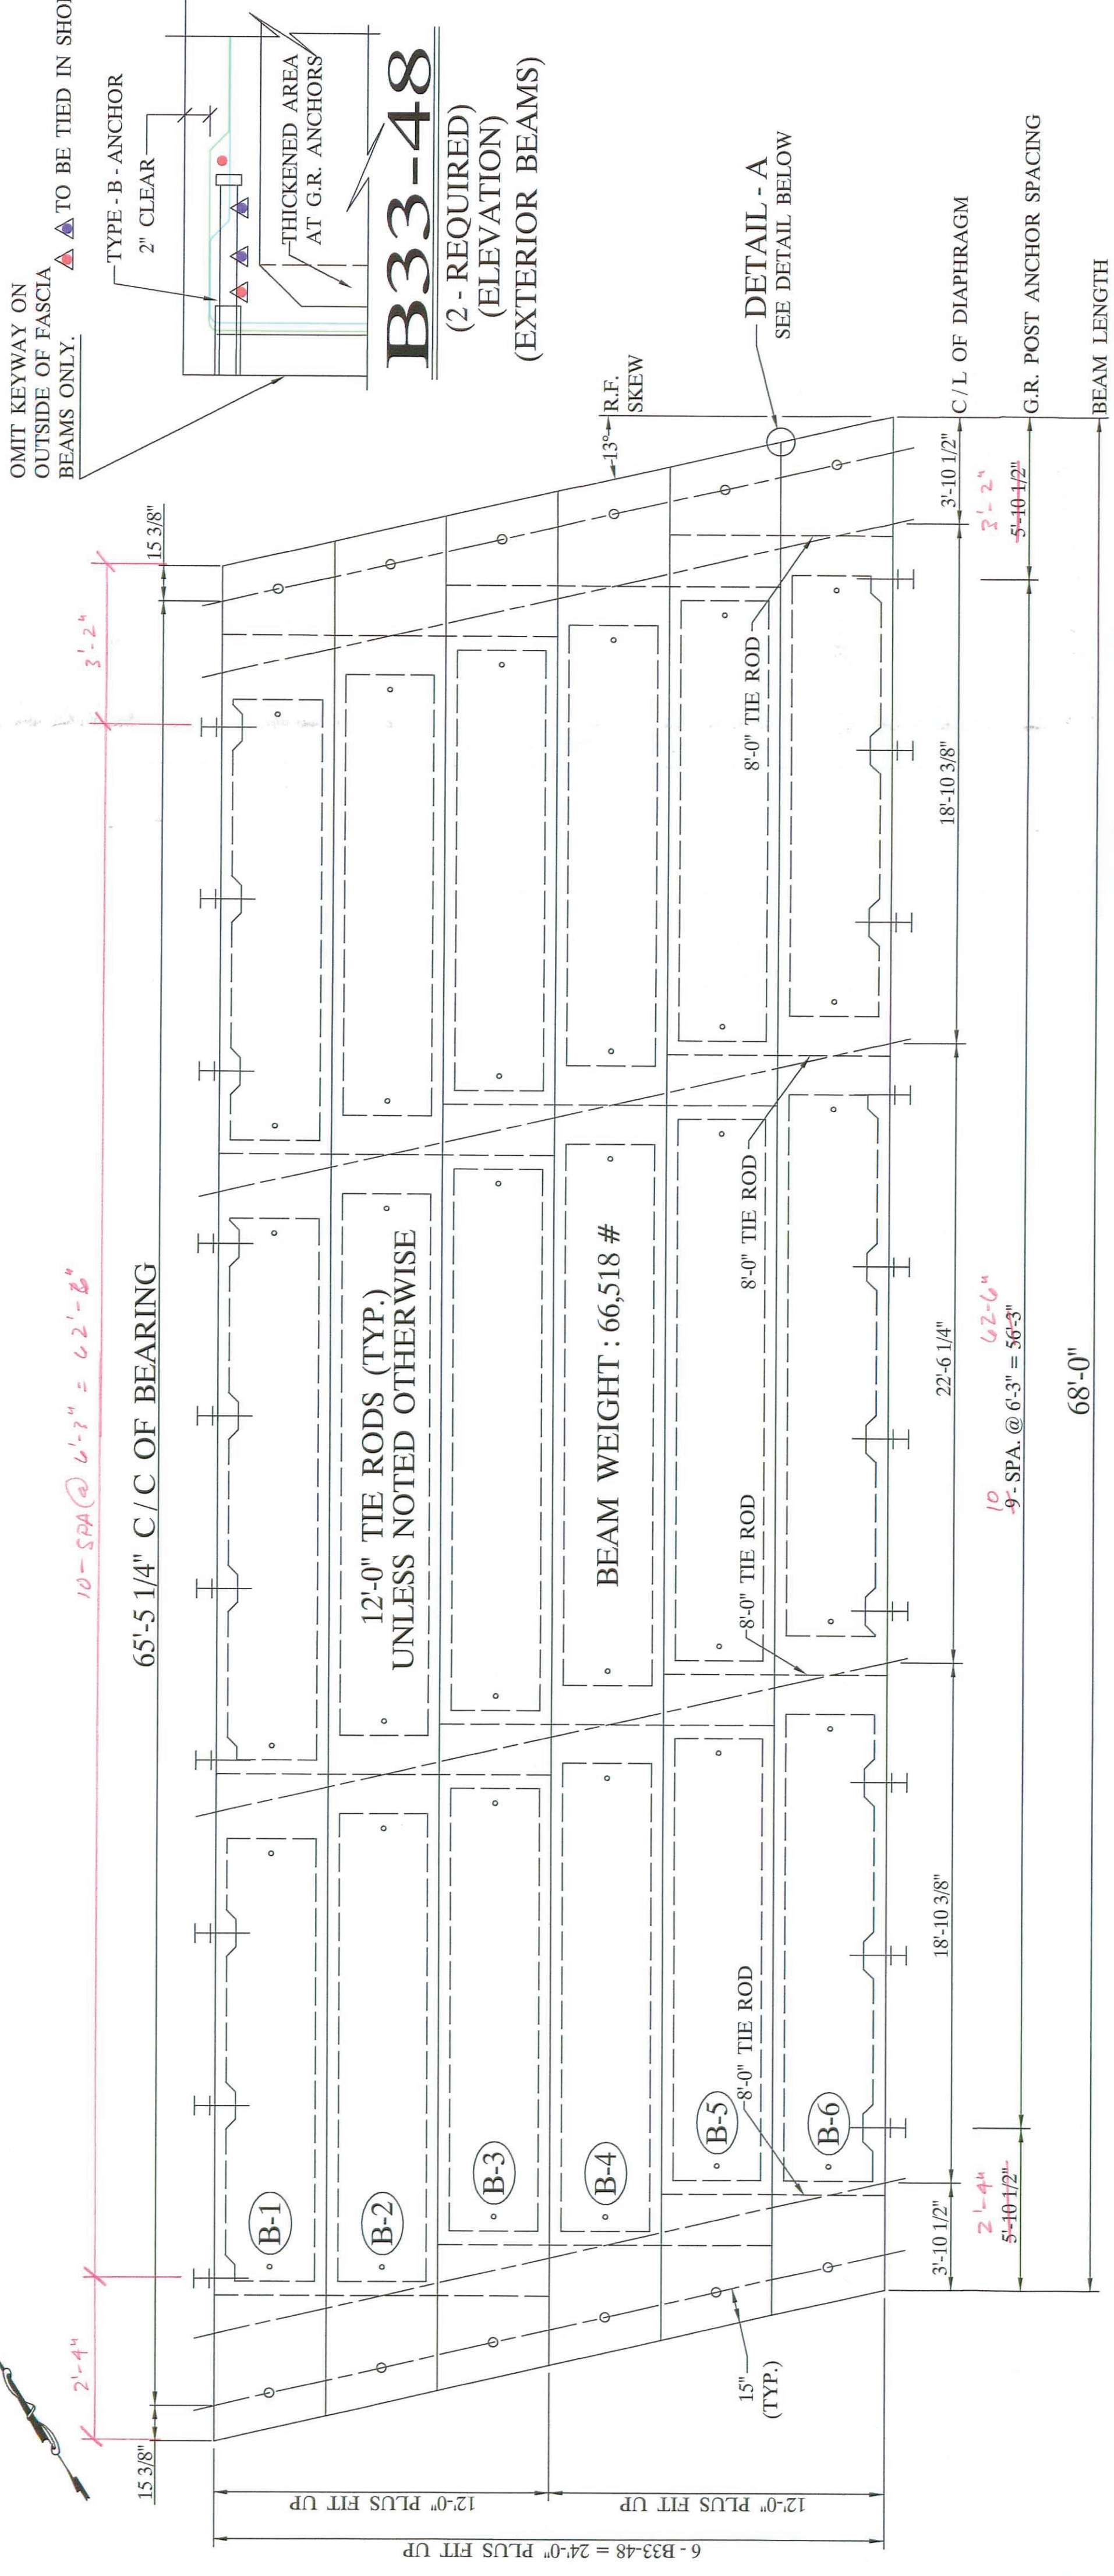 OMIT KEYWAY ON
OUTSIDE OF FASCIA
BEAMS ONLY.
TO BE TIED IN SHO
TYPE - B - ANCHOR
2" CLEAR
THICKENED AREA
AT G.R. ANCHORS
B33-48
(2 - REQUIRED)
(ELEVATION)
(EXTERIOR BEAMS)
2'-4"
10 - SPA @ 6'-3" = 62'-6"
3'-2"
15 3/8"
65'-5 1/4" C / C OF BEARING
15 3/8"
12'-0" TIE RODS (TYP.)
UNLESS NOTED OTHERWISE
BEAM WEIGHT : 66,518 #
B-1
B-2
B-3
B-4
B-5
B-6
8'-0" TIE ROD
8'-0" TIE ROD
8'-0" TIE ROD
8'-0" TIE ROD
13°
R.F.
SKEW
DETAIL - A
SEE DETAIL BELOW
15"
(TYP.)
12'-0" PLUS FIT UP
12'-0" PLUS FIT UP
6 - B33-48 = 24'-0" PLUS FIT UP
3'-10 1/2"
18'-10 3/8"
22'-6 1/4"
18'-10 3/8"
3'-10 1/2"
C / L OF DIAPHRAGM
2'-4"
5'-10 1/2"
10
62-6"
9 - SPA. @ 6'-3" = 56'-3"
3'-2"
5'-10 1/2"
G.R. POST ANCHOR SPACING
68'-0"
BEAM LENGTH